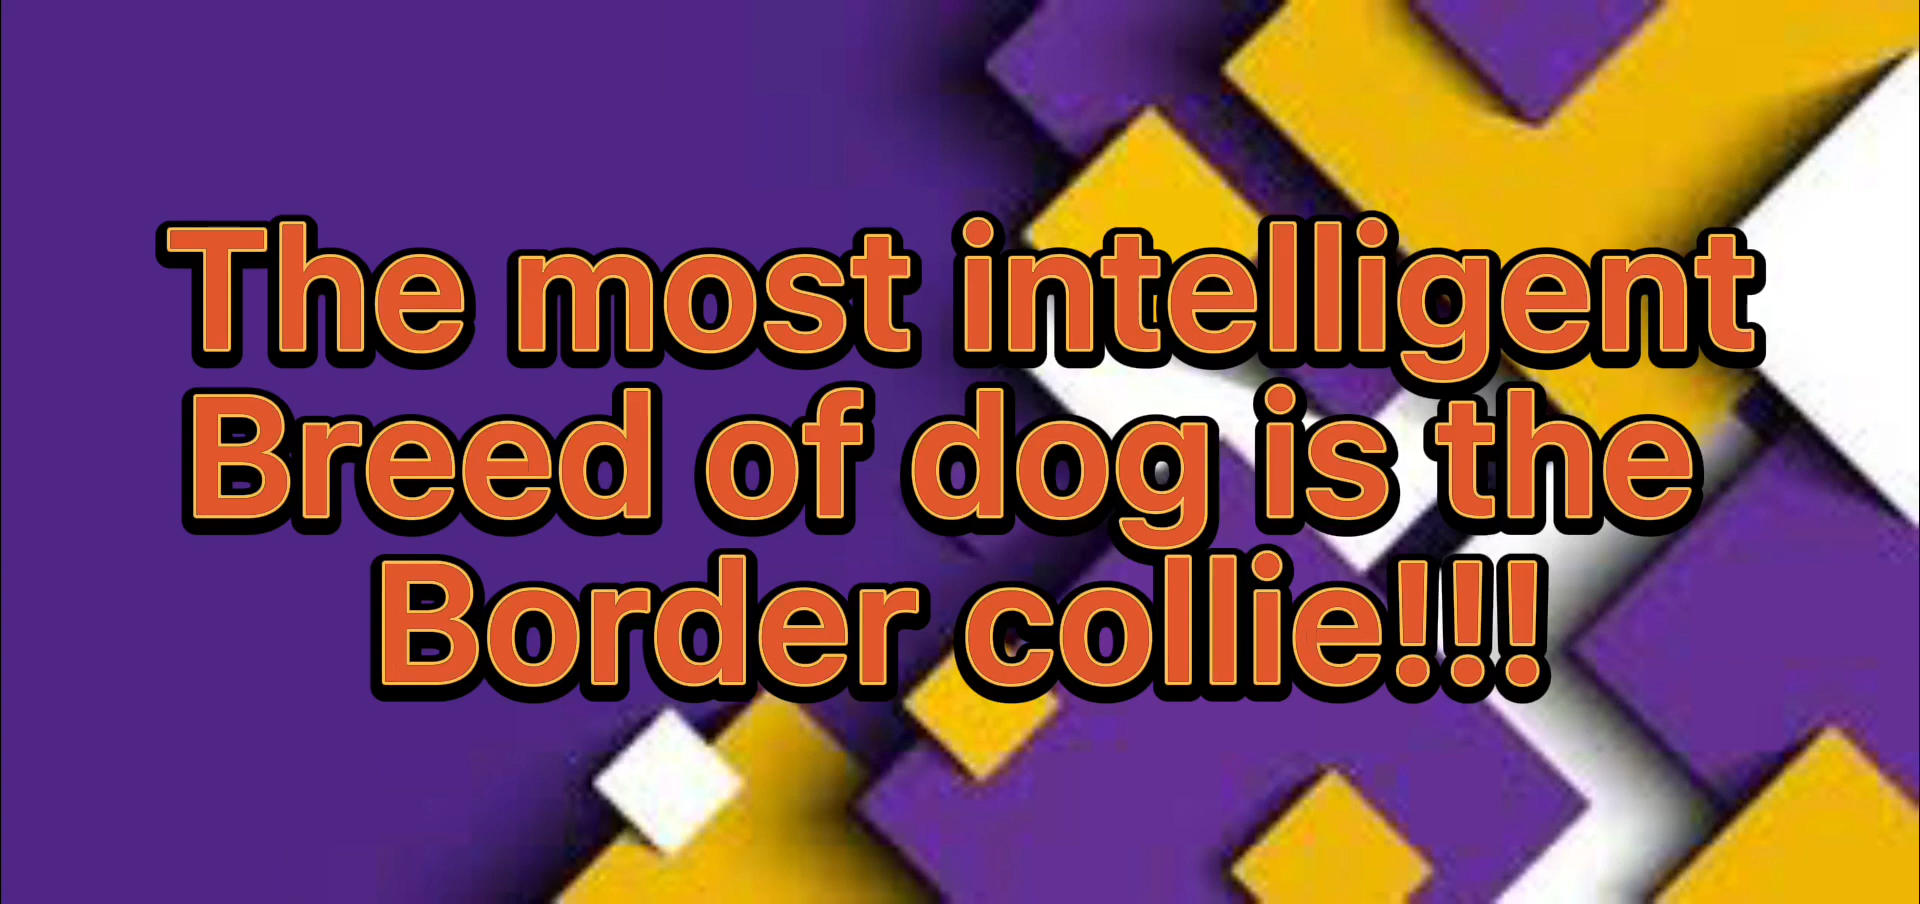 The most intelligent
Breed of dog is the
Border collie!!!